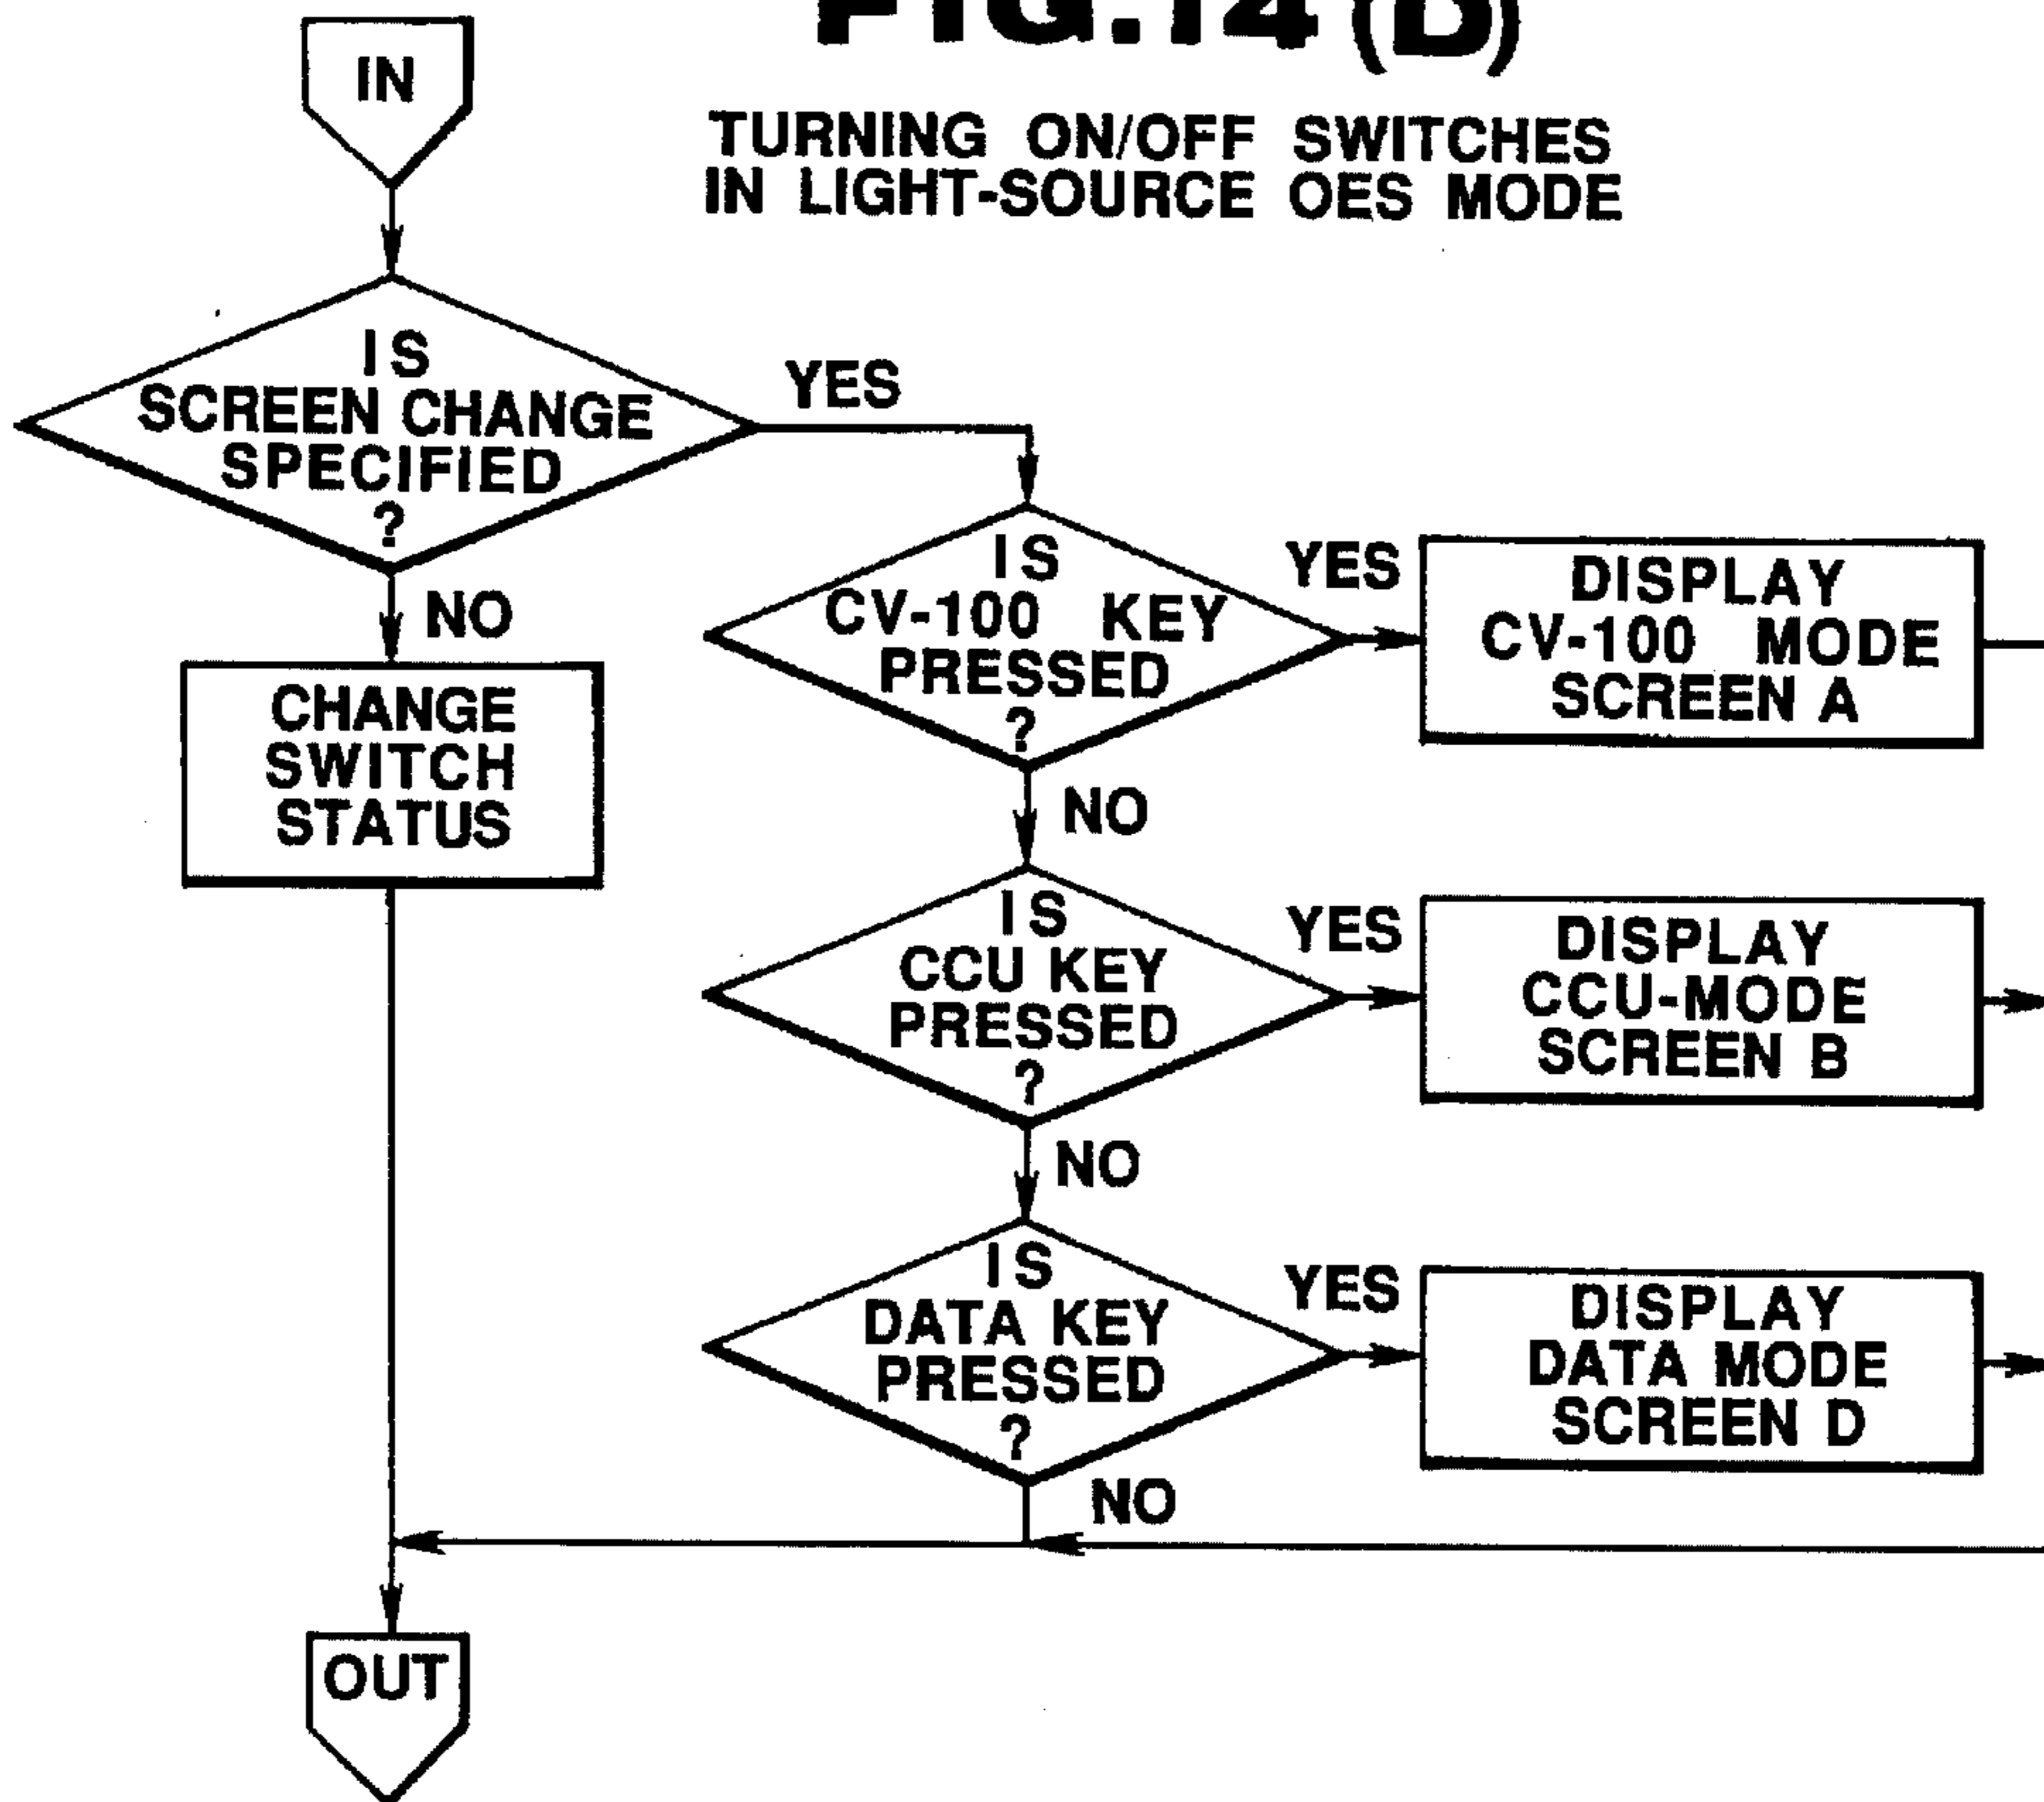 FIG.14 (D)
TURNING ON/OFF SWITCHES
IN LIGHT-SOURCE OES MODE
IN
IS
SCREEN CHANGE
SPECIFIED
?
YES
NO
CHANGE
SWITCH
STATUS
IS
CV-100 KEY
PRESSED
?
YES
DISPLAY
CV-100 MODE
SCREEN A
NO
IS
CCU KEY
PRESSED
?
YES
DISPLAY
CCU-MODE
SCREEN B
NO
IS
DATA KEY
PRESSED
?
YES
DISPLAY
DATA MODE
SCREEN D
NO
OUT